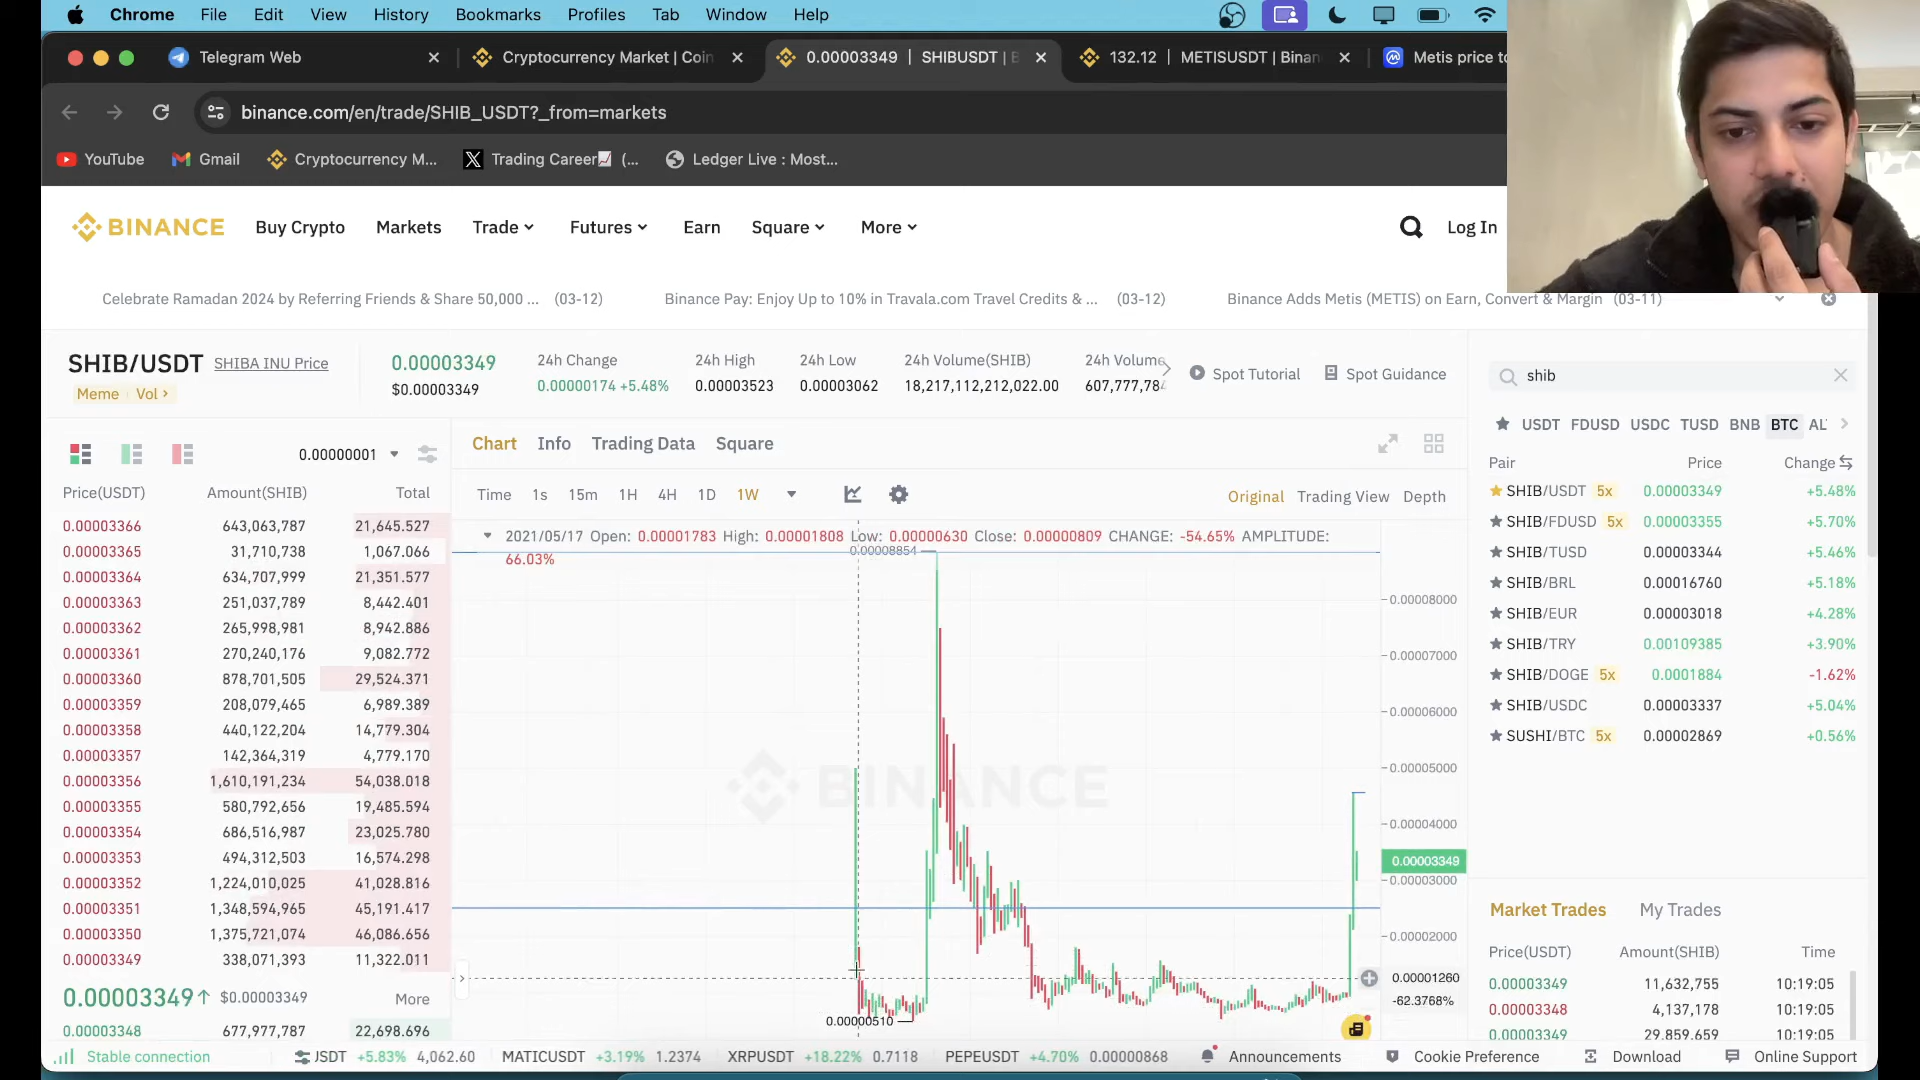 Chrome File Edit View History Bookmarks Profiles Tab Window Help
Telegram Web Cryptocurrency Market | Coin 0.00003349 | SHIBUSDT | B 132.12 | METISUSDT | Binan Metis price to
binance.com/en/trade/SHIB_USDT?_from=markets
YouTube Gmail Cryptocurrency M... Trading Career (... Ledger Live : Most...
BINANCE Buy Crypto Markets Trade Futures Earn Square More Log In
Celebrate Ramadan 2024 by Referring Friends & Share 50,000 ... (03-12) Binance Pay: Enjoy Up to 10% in Travala.com Travel Credits & ... (03-12) Binance Adds Metis (METIS) on Earn, Convert & Margin (03-11)
SHIB/USDT SHIBA INU Price
Meme Vol
0.00003349
$0.00003349
24h Change
0.00000174 +5.48%
24h High
0.00003523
24h Low
0.00003062
24h Volume(SHIB)
18,217,112,212,022.00
24h Volume
607,777,784
Spot Tutorial Spot Guidance
0.00000001
Price(USDT) Amount(SHIB) Total
0.00003366 643,063,787 21,645.527
0.00003365 31,710,738 1,067.066
0.00003364 634,707,999 21,351.577
0.00003363 251,037,789 8,442.401
0.00003362 265,998,981 8,942.886
0.00003361 270,240,176 9,082.772
0.00003360 878,701,505 29,524.371
0.00003359 208,079,465 6,989.389
0.00003358 440,122,204 14,779.304
0.00003357 142,364,319 4,779.170
0.00003356 1,610,191,234 54,038.018
0.00003355 580,792,656 19,485.594
0.00003354 686,516,987 23,025.780
0.00003353 494,312,503 16,574.298
0.00003352 1,224,010,025 41,028.816
0.00003351 1,348,594,965 45,191.417
0.00003350 1,375,721,074 46,086.656
0.00003349 338,071,393 11,322.011
0.00003349 $0.00003349 More
0.00003348 677,977,787 22,698.696
Chart Info Trading Data Square
Time 1s 15m 1H 4H 1D 1W
Original Trading View Depth
2021/05/17 Open: 0.00001783 High: 0.00001808 Low: 0.00000630 Close: 0.00000809 CHANGE: -54.65% AMPLITUDE:
66.03%
0.00008854
0.00008000
0.00007000
0.00006000
0.00005000
0.00004000
0.00003349
0.00003000
0.00002000
0.00001260
-62.3768%
0.00000510
BINANCE
shib
USDT FDUSD USDC TUSD BNB BTC AL
Pair Price Change
SHIB/USDT 5x 0.00003349 +5.48%
SHIB/FDUSD 5x 0.00003355 +5.70%
SHIB/TUSD 0.00003344 +5.46%
SHIB/BRL 0.00016760 +5.18%
SHIB/EUR 0.00003018 +4.28%
SHIB/TRY 0.00109385 +3.90%
SHIB/DOGE 5x 0.0001884 -1.62%
SHIB/USDC 0.00003337 +5.04%
SUSHI/BTC 5x 0.00002869 +0.56%
Market Trades My Trades
Price(USDT) Amount(SHIB) Time
0.00003349 11,632,755 10:19:05
0.00003348 4,137,178 10:19:05
0.00003349 29,859,659 10:19:05
Stable connection USDT +5.83% 4,062.60 MATICUSDT +3.19% 1.2374 XRPUSDT +18.22% 0.7118 PEPEUSDT +4.70% 0.00000868 Announcements Cookie Preference Download Online Support